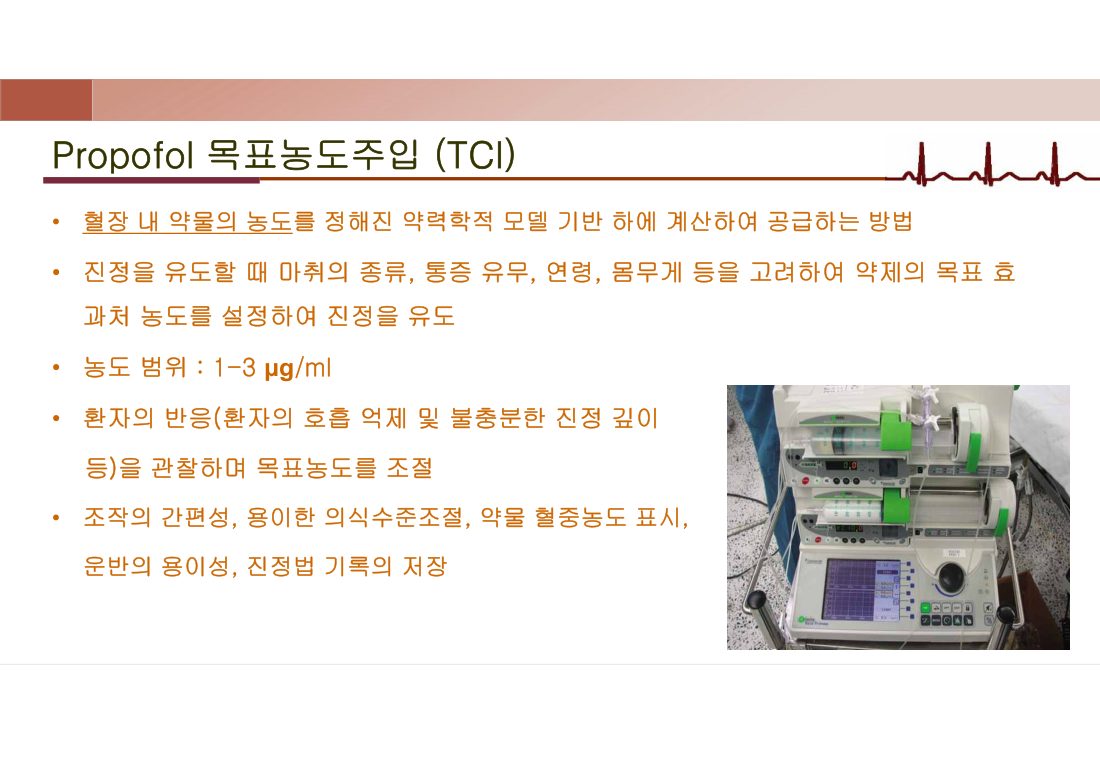 Propofol 목표농도주입 (TCI)
• 혈장 내 약물의 농도를 정해진 약력학적 모델 기반 하에 계산하여 공급하는 방법
• 진정을 유도할 때 마취의 종류, 통증 유무, 연령, 몸무게 등을 고려하여 약제의 목표 효
과처 농도를 설정하여 진정을 유도
• 농도 범위 : 1-3 µg/ml
• 환자의 반응(환자의 호흡 억제 및 불충분한 진정 깊이
등)을 관찰하며 목표농도를 조절
• 조작의 간편성, 용이한 의식수준조절, 약물 혈중농도 표시,
운반의 용이성, 진정법 기록의 저장